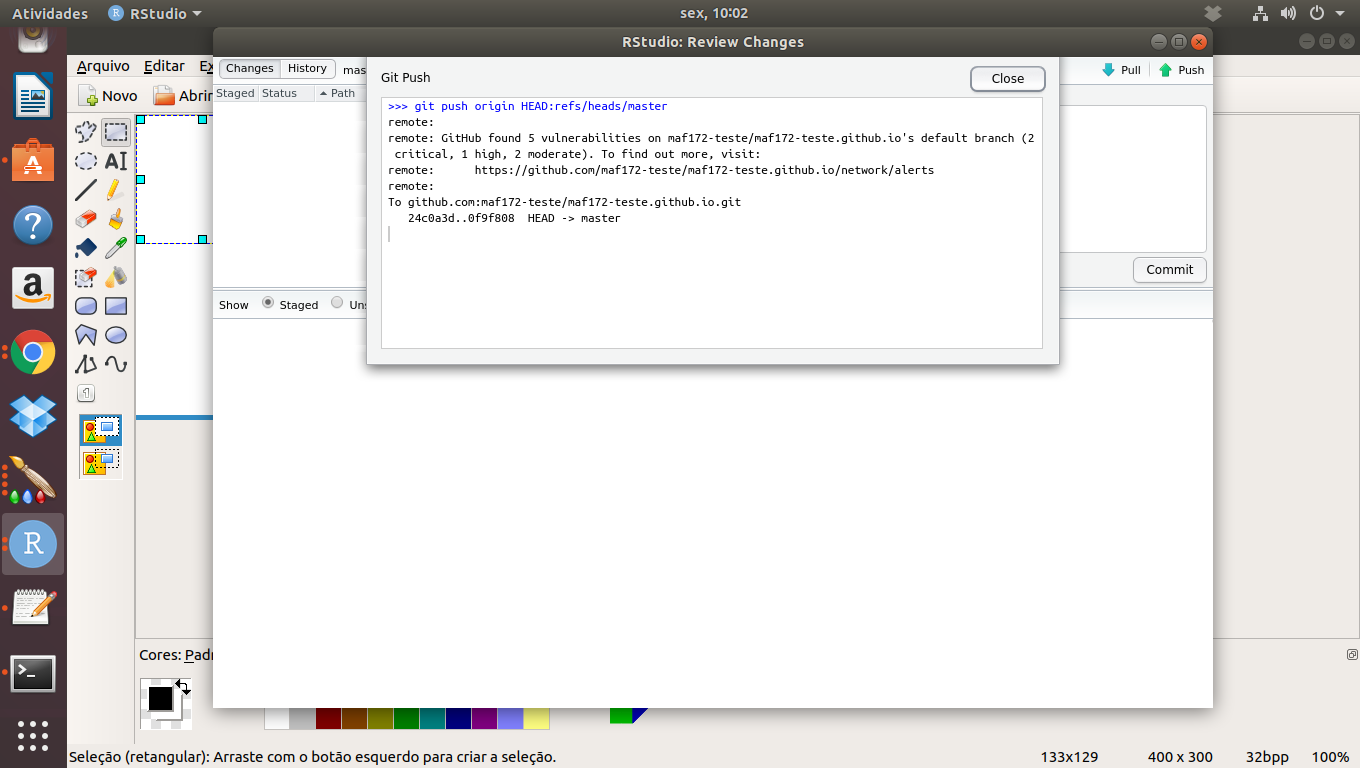 Atividades
RStudio
sex, 10:02
RStudio: Review Changes
Arquivo
Editar
Novo
Changes
History
Staged
Status
Path
Git Push
Close
Pull
Push
>>> git push origin HEAD:refs/heads/master
remote:
remote: GitHub found 5 vulnerabilities on maf172-teste/maf172-teste.github.io's default branch (2
critical, 1 high, 2 moderate). To find out more, visit:
remote:      https://github.com/maf172-teste/maf172-teste.github.io/network/alerts
remote:
To github.com:maf172-teste/maf172-teste.github.io.git
24c0a3d..0f9f808  HEAD -> master
Commit
Show
Staged
Cores:
Seleção (retangular): Arraste com o botão esquerdo para criar a seleção.
133x129
400 x 300
32bpp
100%